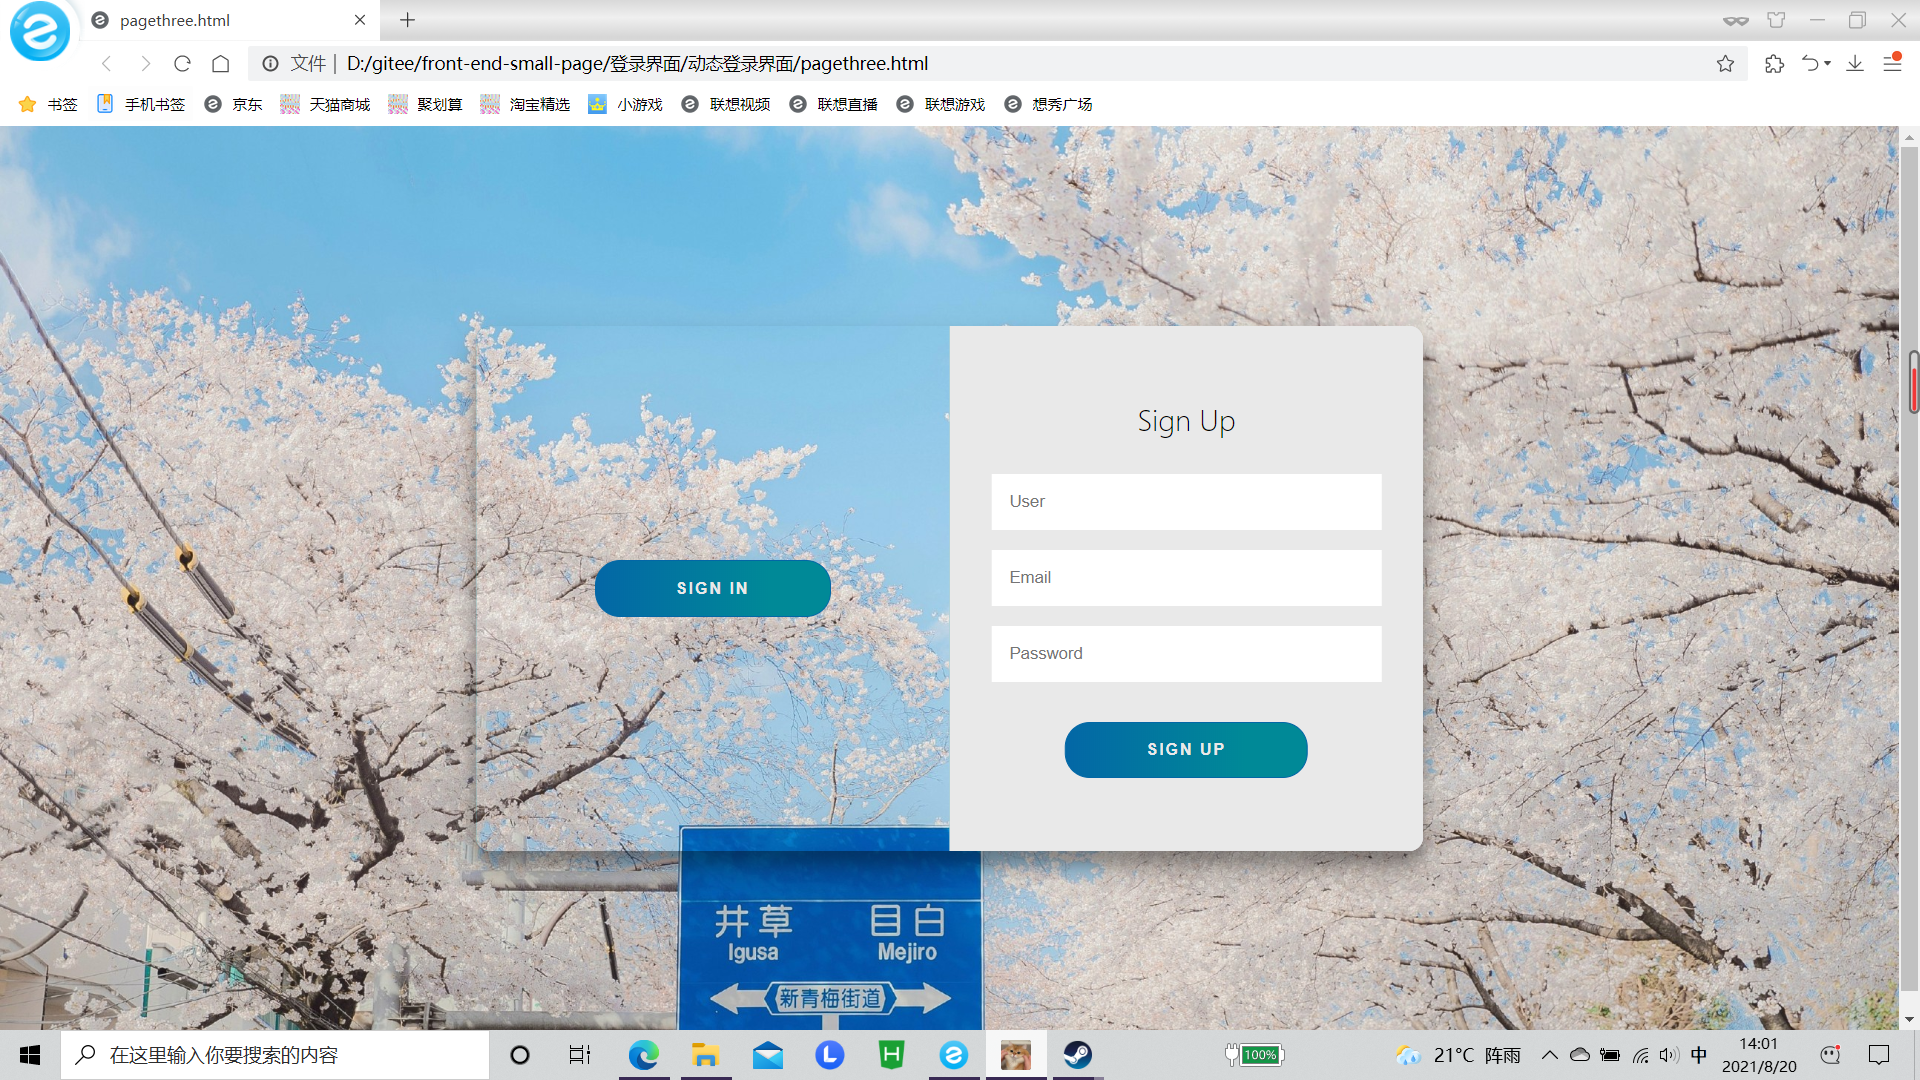 pagethree.html
文件 | D:/gitee/front-end-small-page/登录界面/动态登录界面/pagethree.html
书签 手机书签 京东 天猫商城 聚划算 淘宝精选 小游戏 联想视频 联想直播 联想游戏 想秀广场
Sign Up
User
Email
Password
SIGN IN
SIGN UP
井草 目白
Igusa Mejiro
新青梅街道
在这里输入你要搜索的内容
100%
21°C 阵雨
中
14:01
2021/8/20